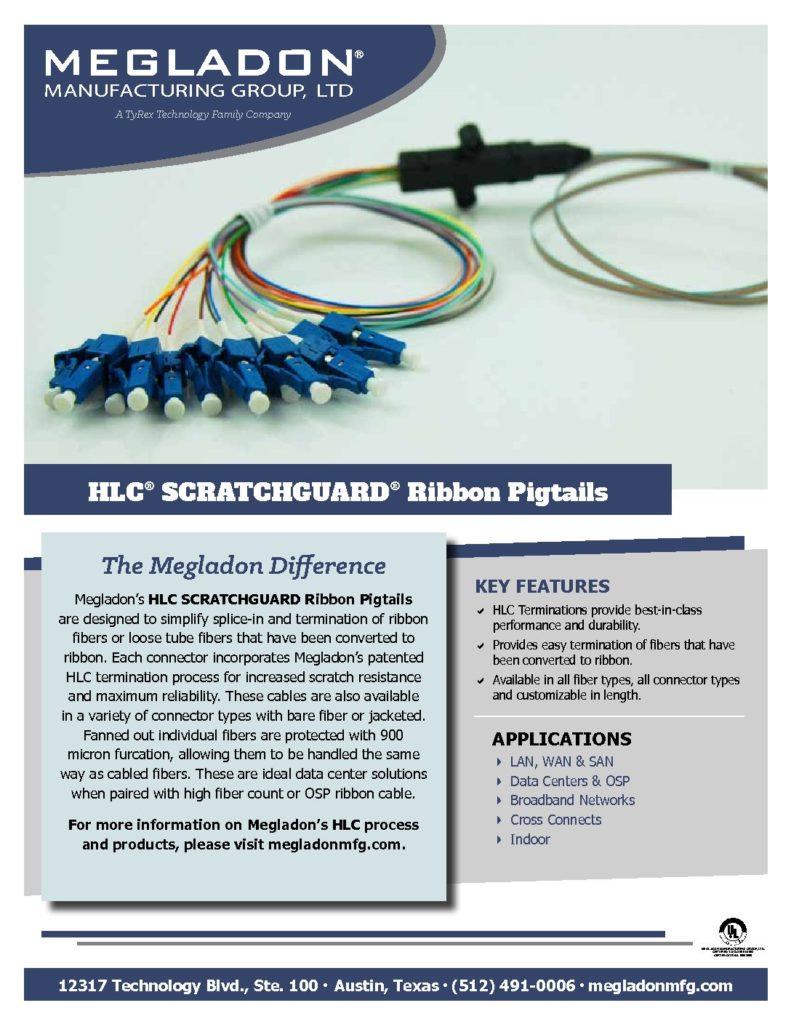 MEGLADON®
MANUFACTURING GROUP, LTD
A TyRex Technology Family Company
HLC® SCRATCHGUARD® Ribbon Pigtails
The Megladon Difference
Megladon's HLC SCRATCHGUARD Ribbon Pigtails
are designed to simplify splice-in and termination of ribbon
fibers or loose tube fibers that have been converted to
ribbon. Each connector incorporates Megladon's patented
HLC termination process for increased scratch resistance
and maximum reliability. These cables are also available
in a variety of connector types with bare fiber or jacketed.
Fanned out individual fibers are protected with 900
micron furcation, allowing them to be handled the same
way as cabled fibers. These are ideal data center solutions
when paired with high fiber count or OSP ribbon cable.
For more information on Megladon's HLC process
and products, please visit megladonmfg.com.
KEY FEATURES
HLC Terminations provide best-in-class
performance and durability.
Provides easy termination of fibers that have
been converted to ribbon.
Available in all fiber types, all connector types
and customizable in length.
APPLICATIONS
LAN, WAN & SAN
Data Centers & OSP
Broadband Networks
Cross Connects
Indoor
UL
12317 Technology Blvd., Ste. 100 · Austin, Texas · (512) 491-0006 · megladonmfg.com